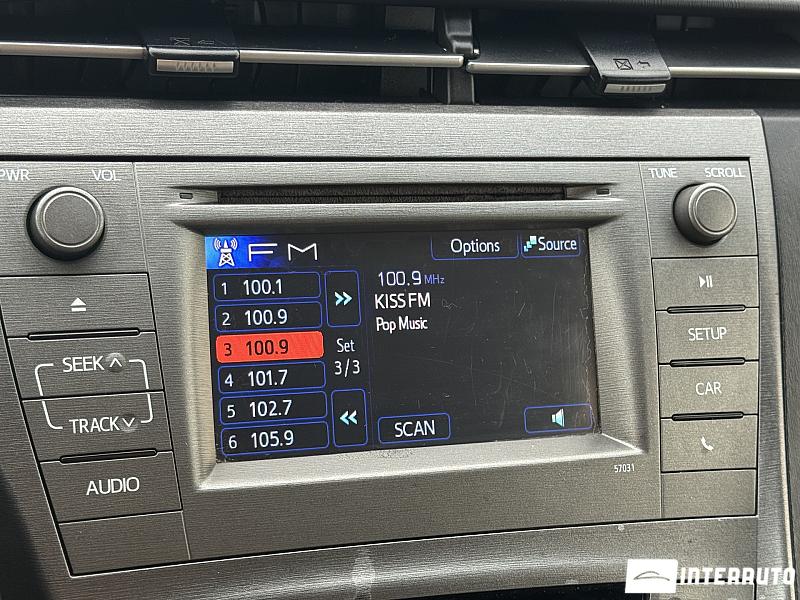 PWR VOL
TUNE SCROLL
FM
Options
Source
1 100.1
2 100.9
3 100.9
4 101.7
5 102.7
6 105.9
Set
3/3
100.9 MHz
KISS FM
Pop Music
SCAN
SEEK
TRACK
AUDIO
SETUP
CAR
57031
INTERAUTO